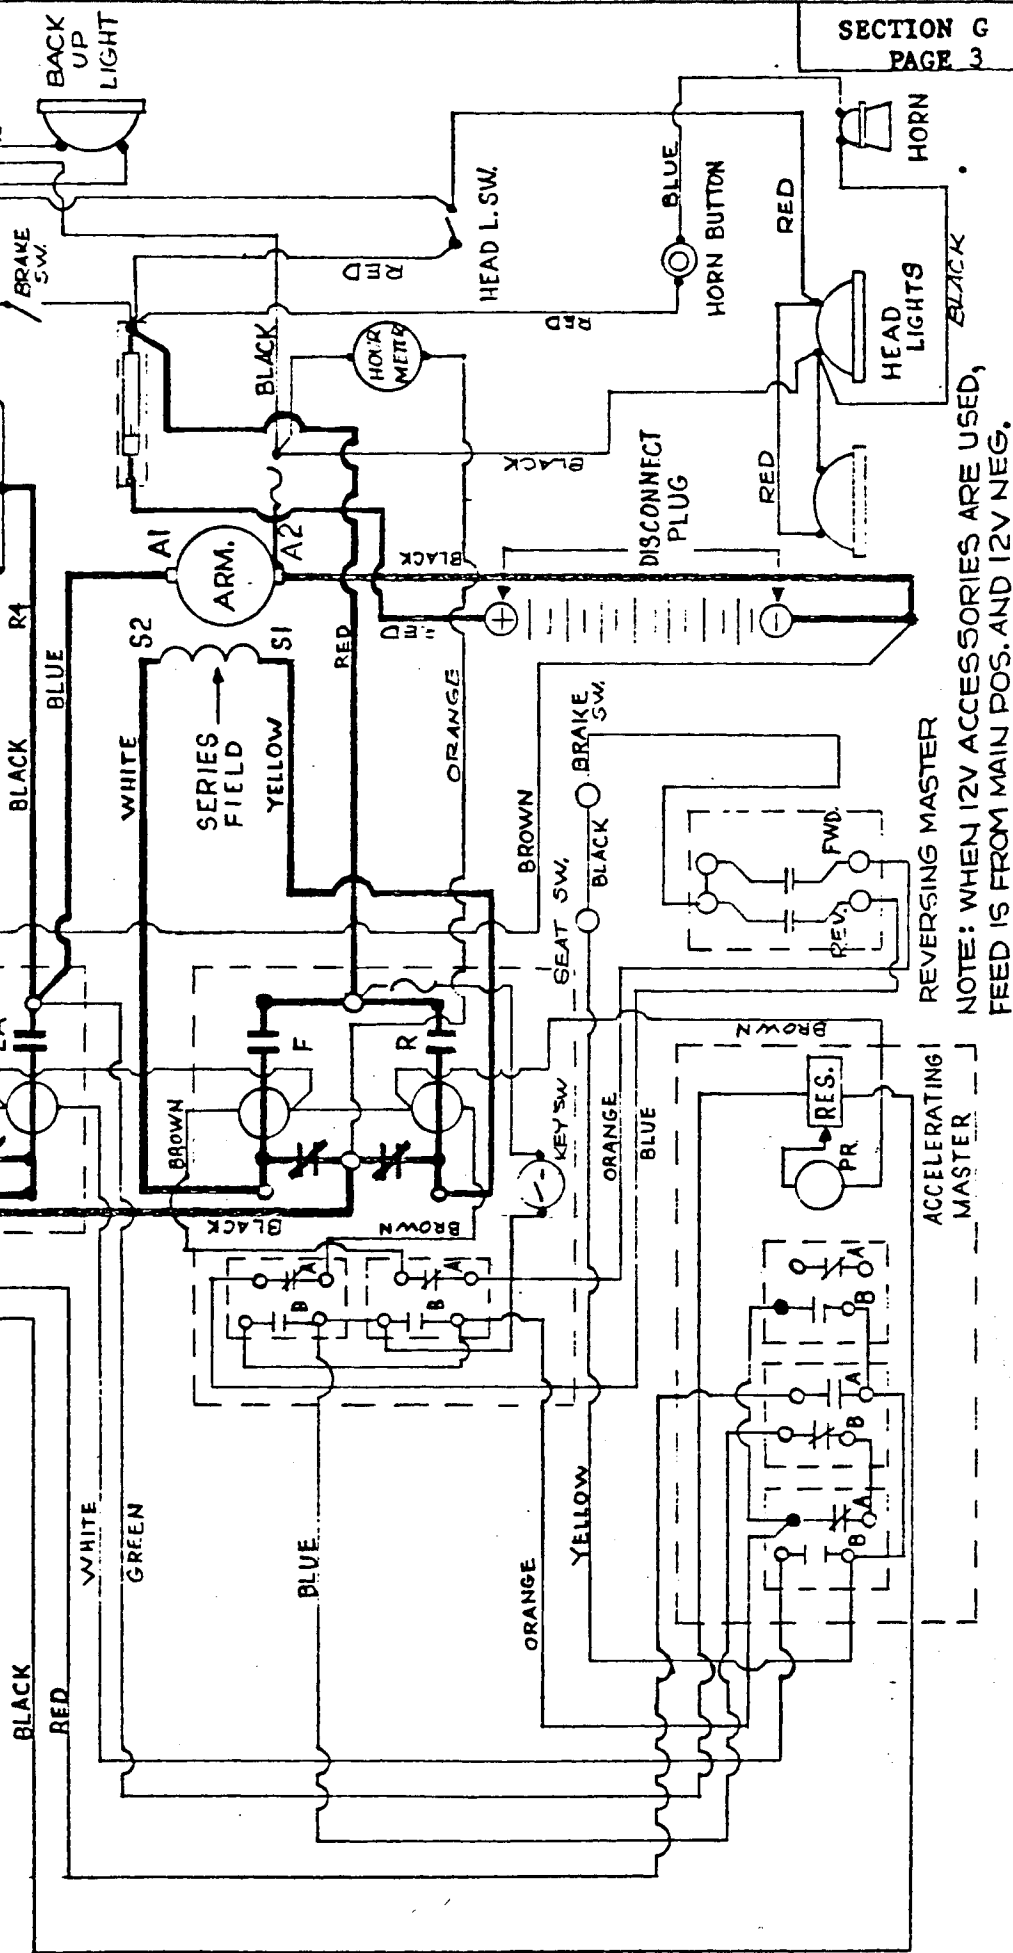 SECTION G
PAGE 3
BACK
UP
LIGHT
BRAKE
SW.
HEAD L. SW.
RED
BLUE
HORN BUTTON
RED
HORN
RED
BLACK
HOUR
METER
BLACK
HEAD
LIGHTS
RED
BLACK
DISCONNECT
PLUG
A1
ARM.
A2
BLACK
RED
+
-
S2
S1
SERIES
FIELD
R4
BLACK
BLUE
WHITE
YELLOW
RED
ORANGE
BROWN
BRAKE
SW.
BLACK
SEAT SW.
FWD.
REV.
REVERSING MASTER
NOTE: WHEN 12V ACCESSORIES ARE USED,
FEED IS FROM MAIN POS. AND 12V NEG.
F
R
BROWN
BLACK
BROWN
KEY SW
ORANGE
BLUE
BROWN
RES.
PR
ACCELERATING
MASTER
A
B
A
B
A
B
A
B
A
B
WHITE
GREEN
BLUE
ORANGE
YELLOW
BLACK
RED